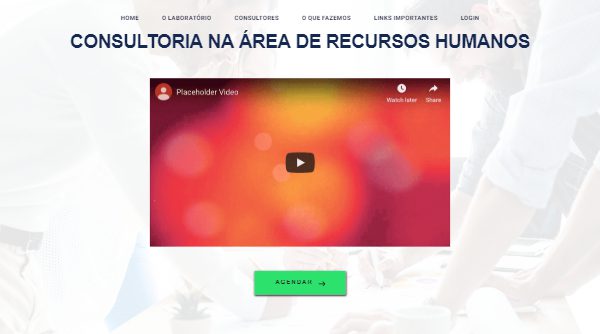 HOME O LABORATÓRIO CONSULTORES O QUE FAZEMOS LINKS IMPORTANTES LOGIN
CONSULTORIA NA ÁREA DE RECURSOS HUMANOS
Placeholder Video
Watch later Share
AGENDAR